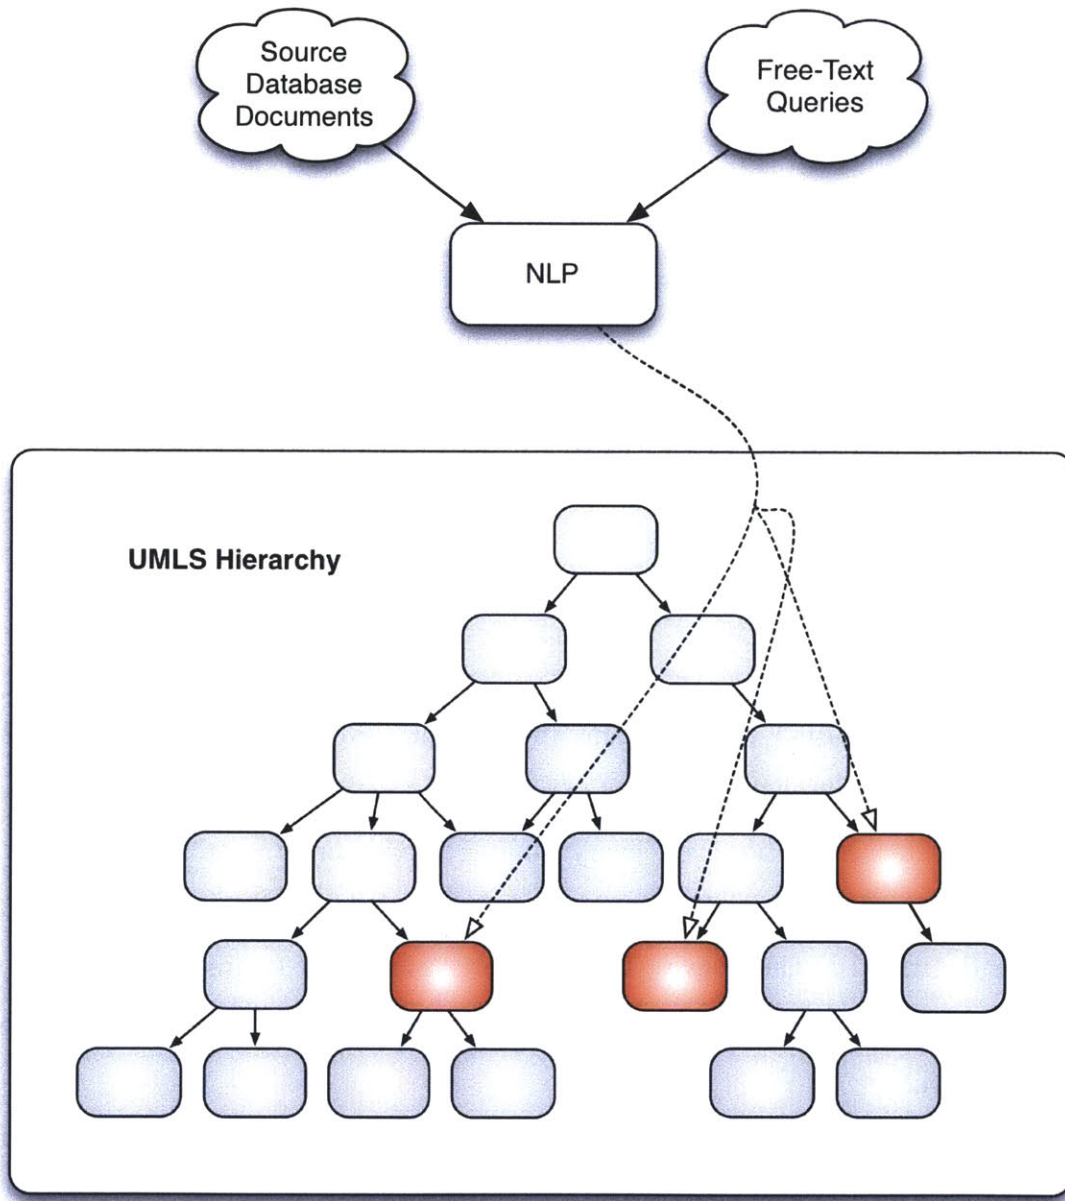 Source
Database
Documents
Free-Text
Queries
NLP
UMLS Hierarchy